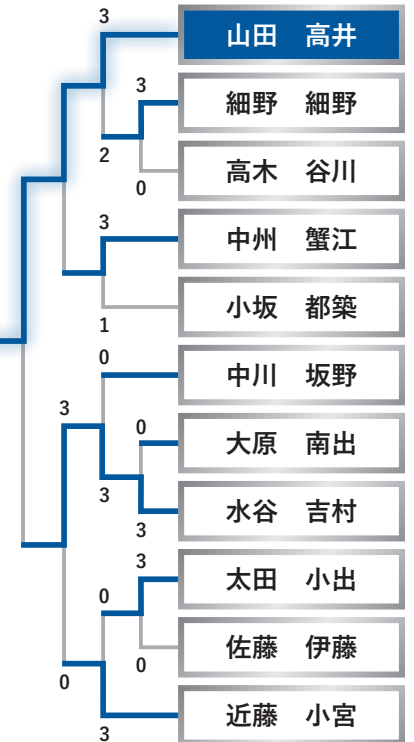 3
山田 高井
3
細野 細野
2
0
高木 谷川
3
中州 蟹江
1
小坂 都築
0
中川 坂野
3
0
大原 南出
3
3
水谷 吉村
3
太田 小出
0
0
佐藤 伊藤
0
3
近藤 小宮